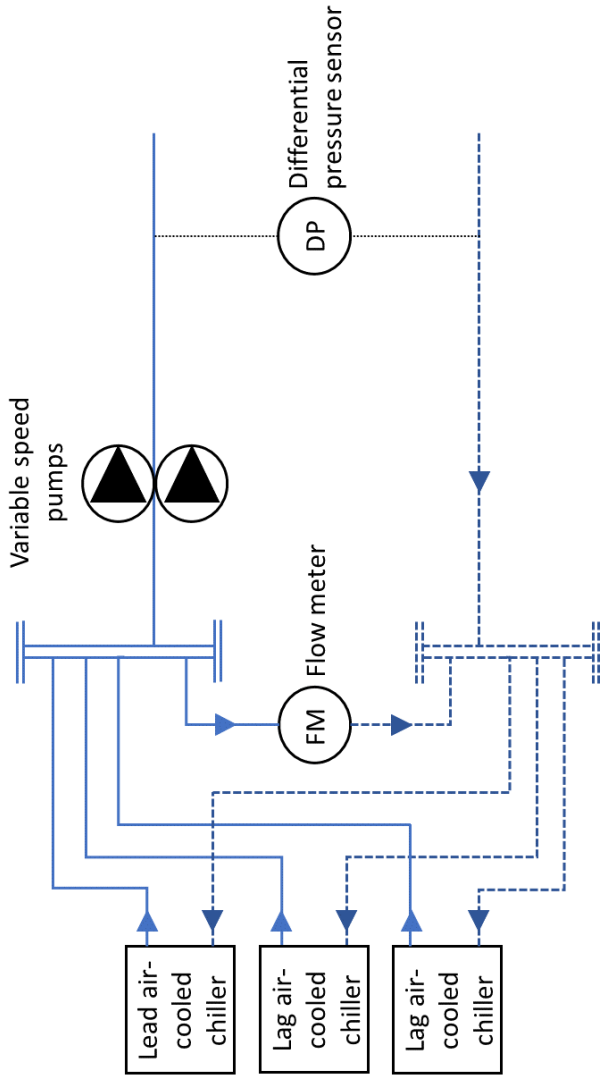 Lead air-
cooled
chiller
Lag air-
cooled
chiller
Lag air-
cooled
chiller
Variable speed
pumps
FM
Flow meter
DP
Differential
pressure sensor